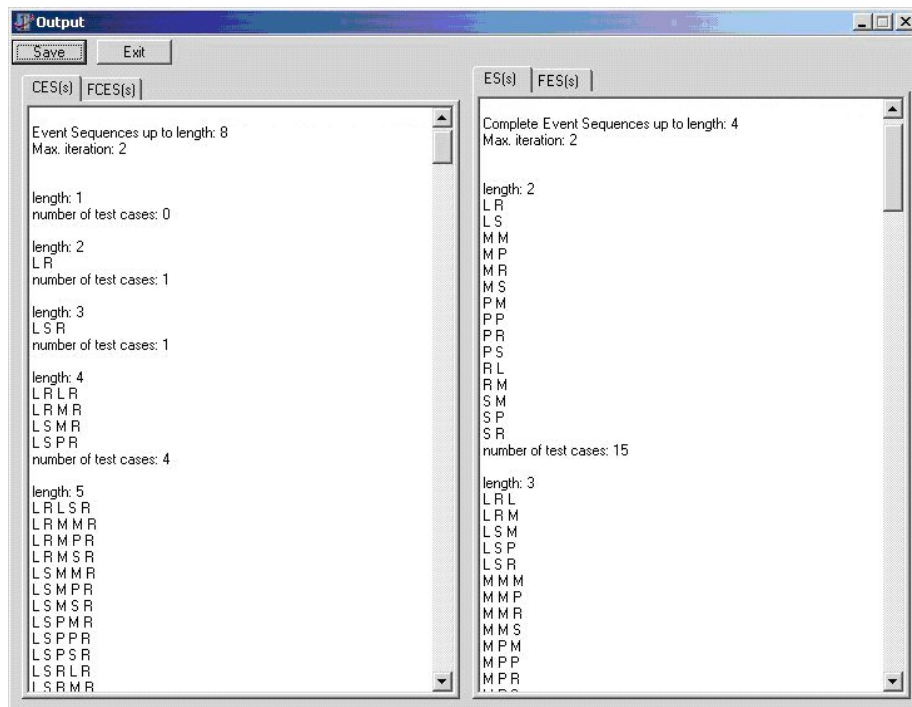 Output
Save Exit
CES(s) FCES(s)
Event Sequences up to length: 8
Max. iteration: 2
length: 1
number of test cases: 0
length: 2
L R
number of test cases: 1
length: 3
L S R
number of test cases: 1
length: 4
L R L R
L R M R
L S M R
L S P R
number of test cases: 4
length: 5
L R L S R
L R M M R
L R M P R
L R M S R
L S M M R
L S M P R
L S M S R
L S P M R
L S P P R
L S P S R
L S R L R
L S R M R
ES(s) FES(s)
Complete Event Sequences up to length: 4
Max. iteration: 2
length: 2
L R
L S
M M
M P
M R
M S
P M
P P
P R
P S
R L
R M
S M
S P
S R
number of test cases: 15
length: 3
L R L
L R M
L S M
L S P
L S R
M M M
M M P
M M R
M M S
M P M
M P P
M P R